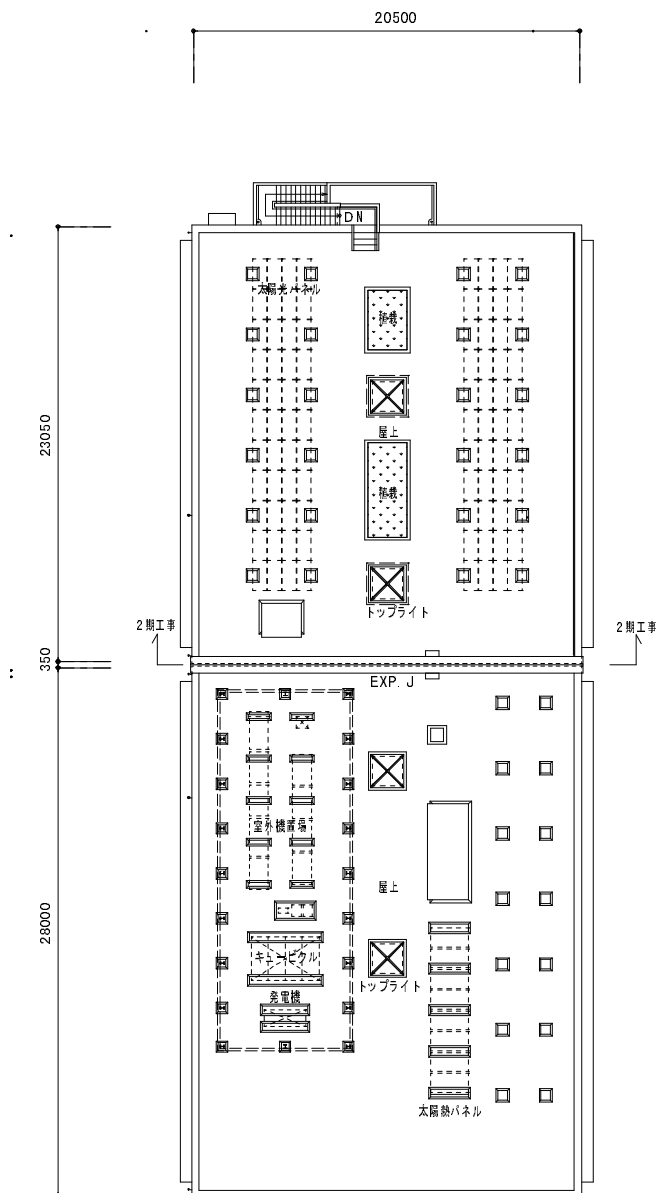 20500
DN
太陽光パネル
植栽
屋上
23050
植栽
トップライト
2期工事
2期工事
350
EXP. J
室外機置場
屋上
28000
キュービクル
トップライト
発電機
太陽熱パネル